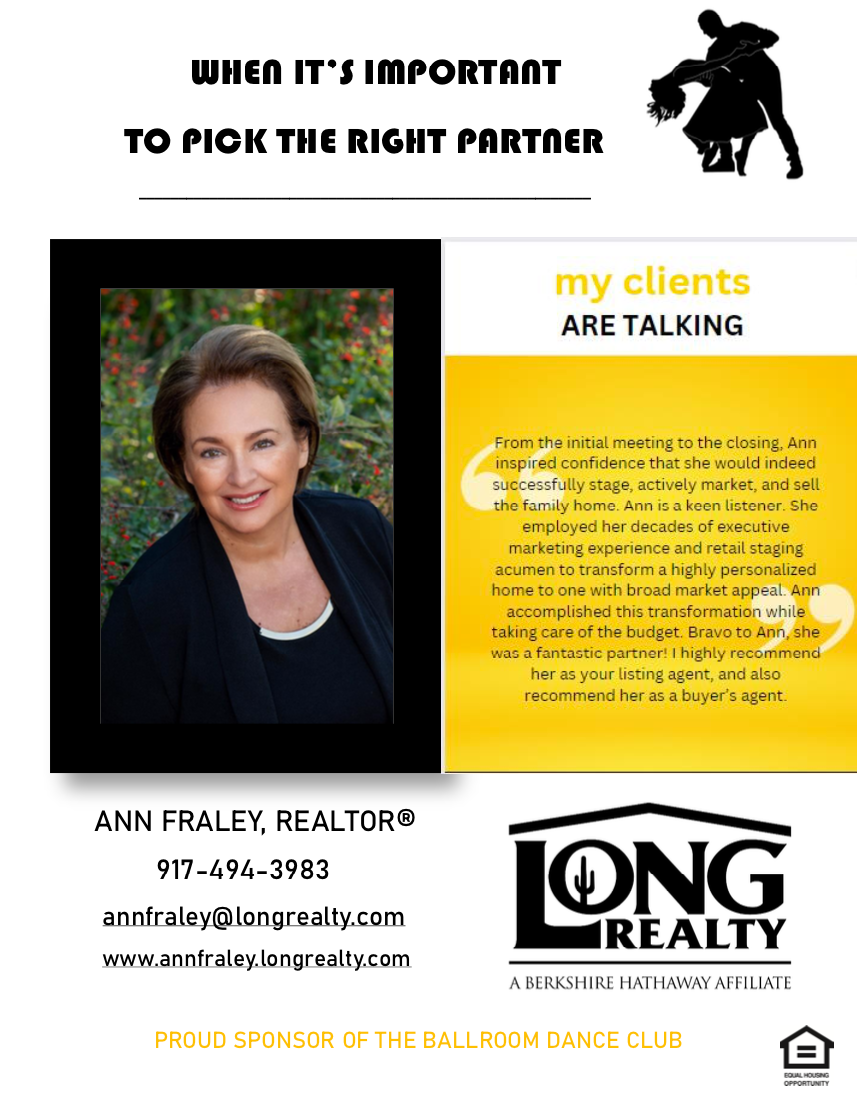 WHEN IT'S IMPORTANT
TO PICK THE RIGHT PARTNER
my clients
ARE TALKING
From the initial meeting to the closing, Ann
inspired confidence that she would indeed
successfully stage, actively market, and sell
the family home. Ann is a keen listener. She
employed her decades of executive
marketing experience and retail staging
acumen to transform a highly personalized
home to one with broad market appeal. Ann
accomplished this transformation while
taking care of the budget. Bravo to Ann, she
was a fantastic partner! I highly recommend
her as your listing agent, and also
recommend her as a buyer's agent.
ANN FRALEY, REALTOR®
917-494-3983
annfraley@longrealty.com
www.annfraley.longrealty.com
LONG
REALTY
A BERKSHIRE HATHAWAY AFFILIATE
PROUD SPONSOR OF THE BALLROOM DANCE CLUB
EQUAL HOUSING
OPPORTUNITY